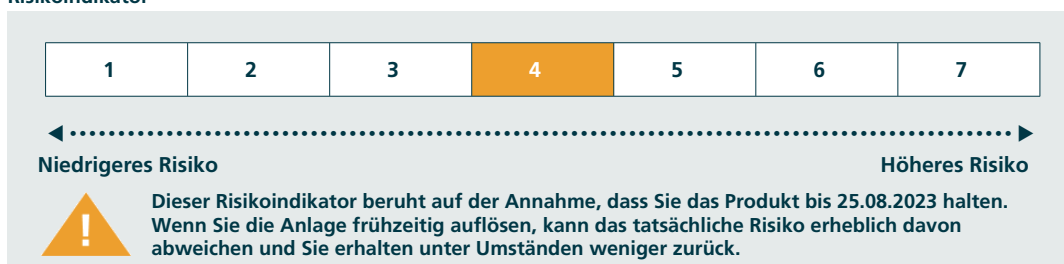 Risikoindikator
1 2 3 4 5 6 7
Niedrigeres Risiko Höheres Risiko
! Dieser Risikoindikator beruht auf der Annahme, dass Sie das Produkt bis 25.08.2023 halten.
Wenn Sie die Anlage frühzeitig auflösen, kann das tatsächliche Risiko erheblich davon
abweichen und Sie erhalten unter Umständen weniger zurück.